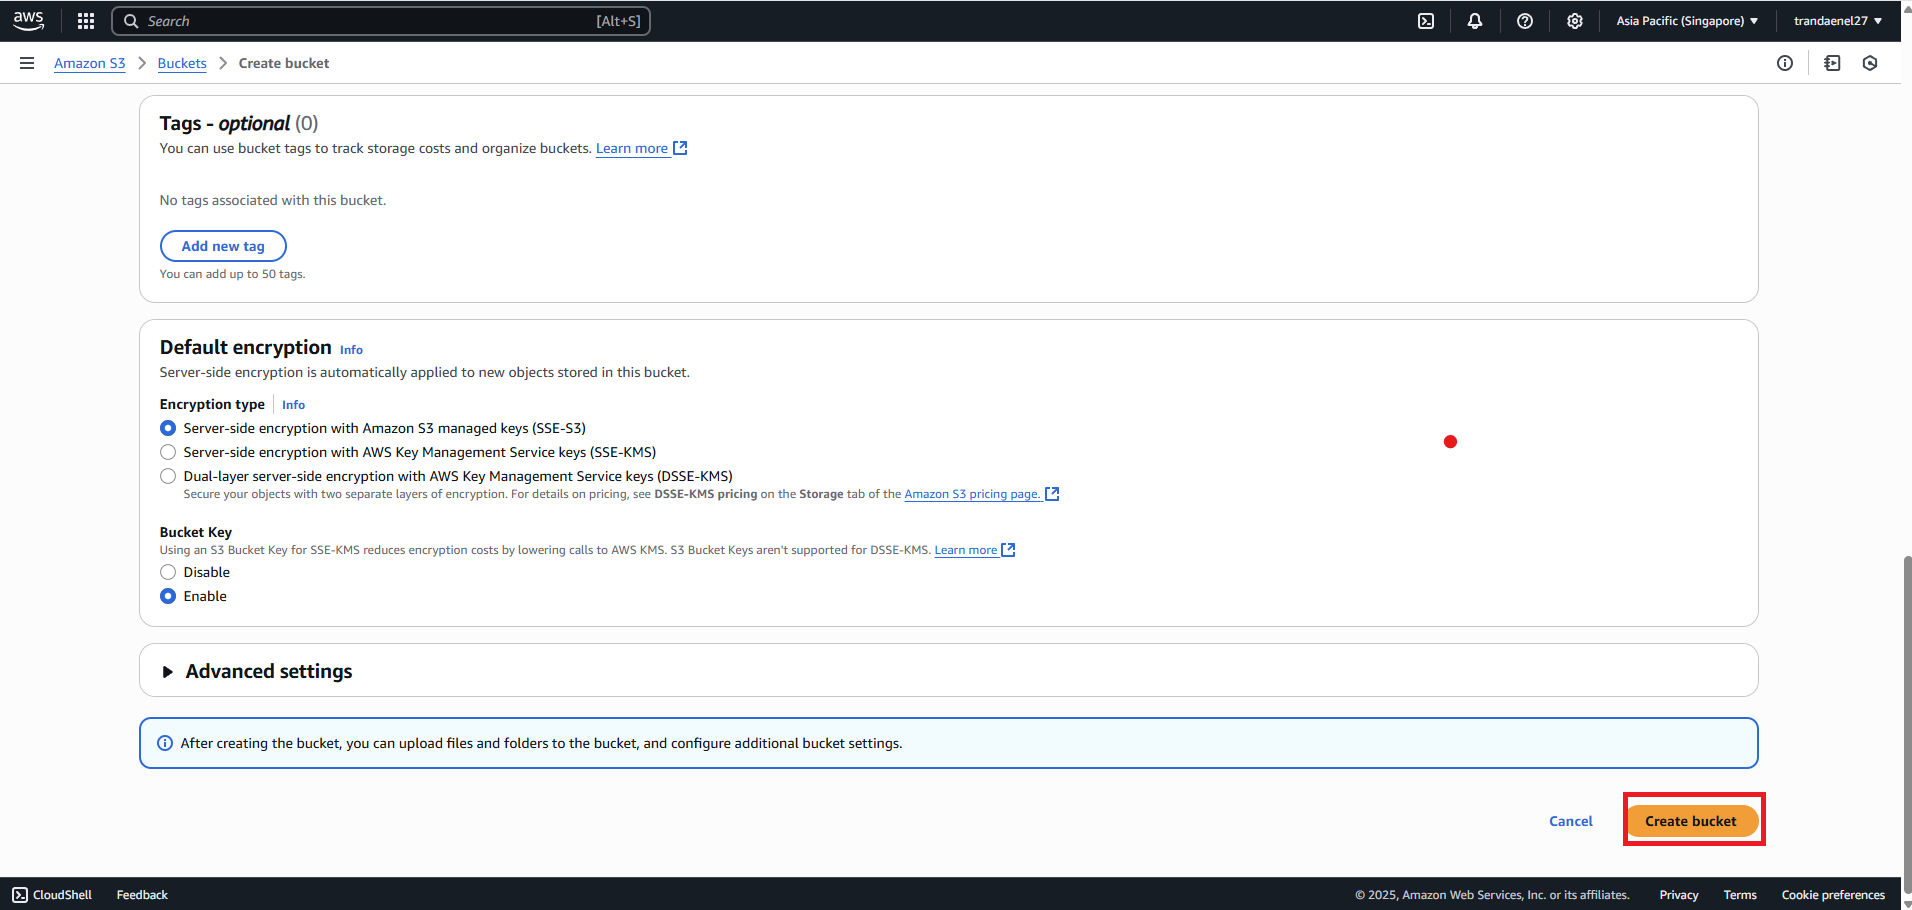 aws
Search [Alt+S]
Asia Pacific (Singapore)
trandaenel27
Amazon S3 > Buckets > Create bucket
Tags - optional (0)
You can use bucket tags to track storage costs and organize buckets. Learn more
No tags associated with this bucket.
Add new tag
You can add up to 50 tags.
Default encryption Info
Server-side encryption is automatically applied to new objects stored in this bucket.
Encryption type Info
Server-side encryption with Amazon S3 managed keys (SSE-S3)
Server-side encryption with AWS Key Management Service keys (SSE-KMS)
Dual-layer server-side encryption with AWS Key Management Service keys (DSSE-KMS)
Secure your objects with two separate layers of encryption. For details on pricing, see DSSE-KMS pricing on the Storage tab of the Amazon S3 pricing page.
Bucket Key
Using an S3 Bucket Key for SSE-KMS reduces encryption costs by lowering calls to AWS KMS. S3 Bucket Keys aren't supported for DSSE-KMS. Learn more
Disable
Enable
Advanced settings
After creating the bucket, you can upload files and folders to the bucket, and configure additional bucket settings.
Cancel
Create bucket
CloudShell
Feedback
© 2025, Amazon Web Services, Inc. or its affiliates.
Privacy
Terms
Cookie preferences